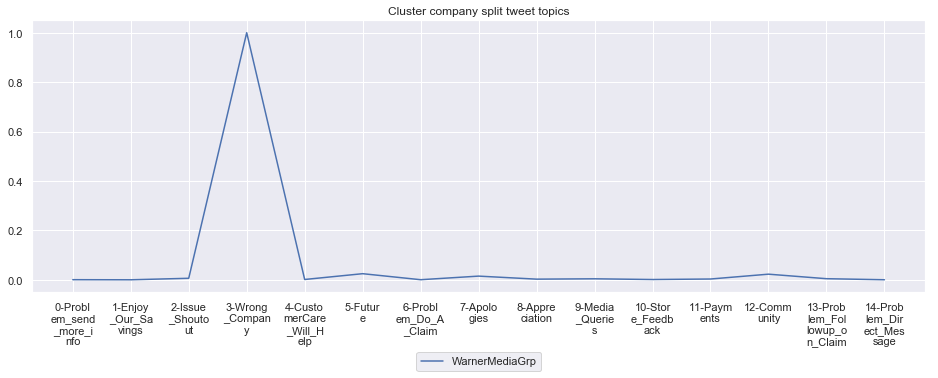 Cluster company split tweet topics
1.0
0.8
0.6
0.4
0.2
0.0
0-Probl
em_send
_more_i
nfo
1-Enjoy
_Our_Sa
vings
2-Issue
_Shouto
ut
3-Wrong
_Compan
y
4-Custo
merCare
_Will_H
elp
5-Futur
e
6-Probl
em_Do_A
_Claim
7-Apolo
gies
8-Appre
ciation
9-Media
_Querie
s
10-Stor
e_Feedb
ack
11-Paym
ents
12-Comm
unity
13-Prob
lem_Fol
lowup_o
n_Claim
14-Prob
lem_Dir
ect_Mes
sage
WarnerMediaGrp